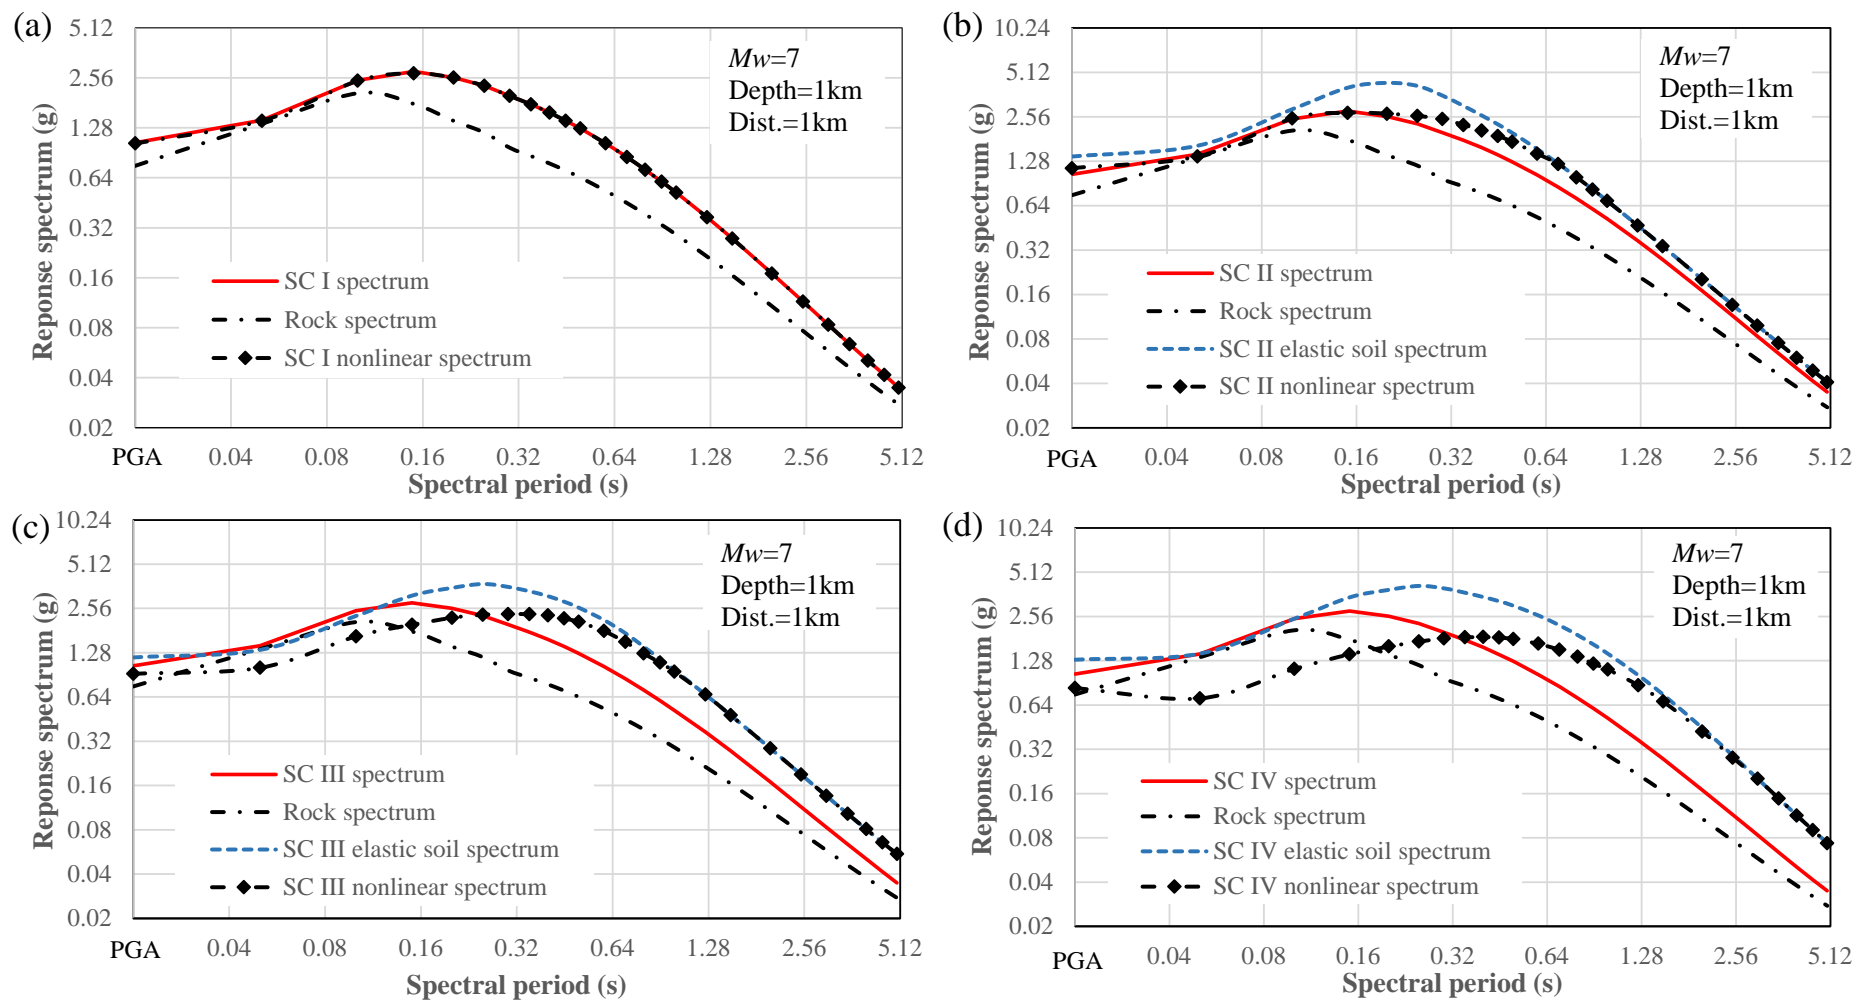 (a)
5.12
2.56
1.28
0.64
0.32
0.16
0.08
0.04
0.02
Reponse spectrum (g)
Mw=7
Depth=1km
Dist.=1km
SC I spectrum
Rock spectrum
SC I nonlinear spectrum
PGA 0.04 0.08 0.16 0.32 0.64 1.28 2.56 5.12
Spectral period (s)
(b)
10.24
5.12
2.56
1.28
0.64
0.32
0.16
0.08
0.04
0.02
Reponse spectrum (g)
Mw=7
Depth=1km
Dist.=1km
SC II spectrum
Rock spectrum
SC II elastic soil spectrum
SC II nonlinear spectrum
PGA 0.04 0.08 0.16 0.32 0.64 1.28 2.56 5.12
Spectral period (s)
(c)
10.24
5.12
2.56
1.28
0.64
0.32
0.16
0.08
0.04
0.02
Reponse spectrum (g)
Mw=7
Depth=1km
Dist.=1km
SC III spectrum
Rock spectrum
SC III elastic soil spectrum
SC III nonlinear spectrum
PGA 0.04 0.08 0.16 0.32 0.64 1.28 2.56 5.12
Spectral period (s)
(d)
10.24
5.12
2.56
1.28
0.64
0.32
0.16
0.08
0.04
0.02
Reponse spectrum (g)
Mw=7
Depth=1km
Dist.=1km
SC IV spectrum
Rock spectrum
SC IV elastic soil spectrum
SC IV nonlinear spectrum
PGA 0.04 0.08 0.16 0.32 0.64 1.28 2.56 5.12
Spectral period (s)